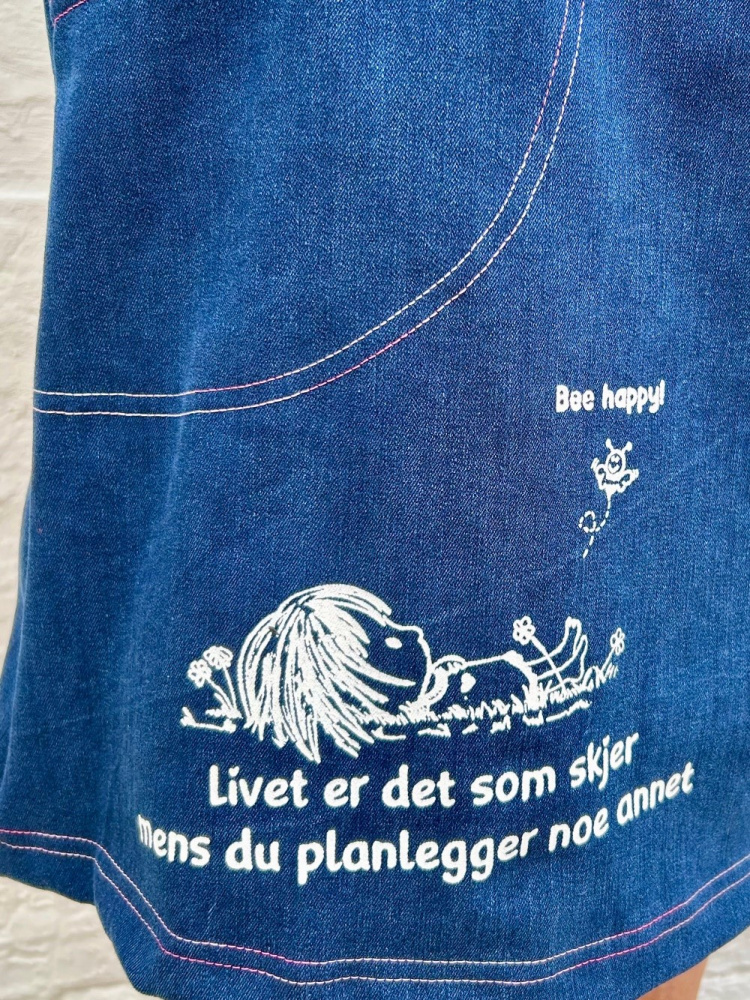 Bee happy!
Livet er det som skjer
mens du planlegger noe annet